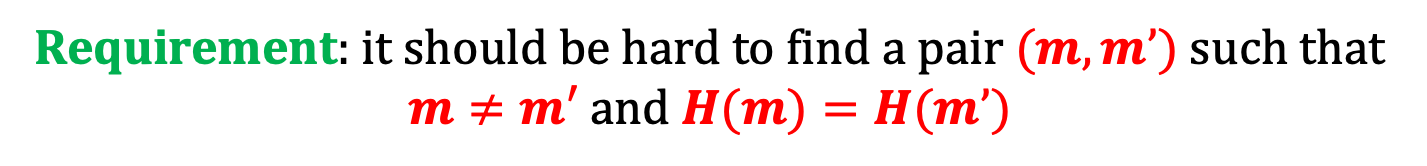 Requirement: it should be hard to find a pair (m, m’) such that
m ≠ m′ and H(m) = H(m’)